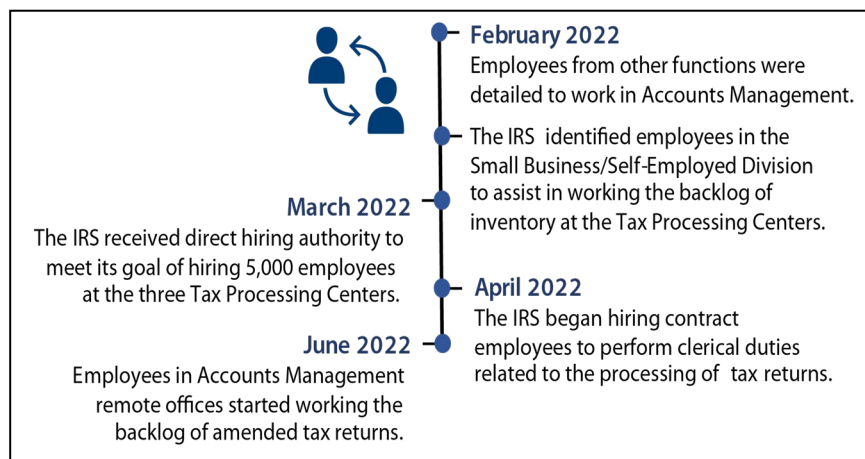 February 2022
Employees from other functions were
detailed to work in Accounts Management.
The IRS identified employees in the
Small Business/Self-Employed Division
to assist in working the backlog of
inventory at the Tax Processing Centers.
March 2022
The IRS received direct hiring authority to
meet its goal of hiring 5,000 employees
at the three Tax Processing Centers.
April 2022
The IRS began hiring contract
employees to perform clerical duties
related to the processing of tax returns.
June 2022
Employees in Accounts Management
remote offices started working the
backlog of amended tax returns.